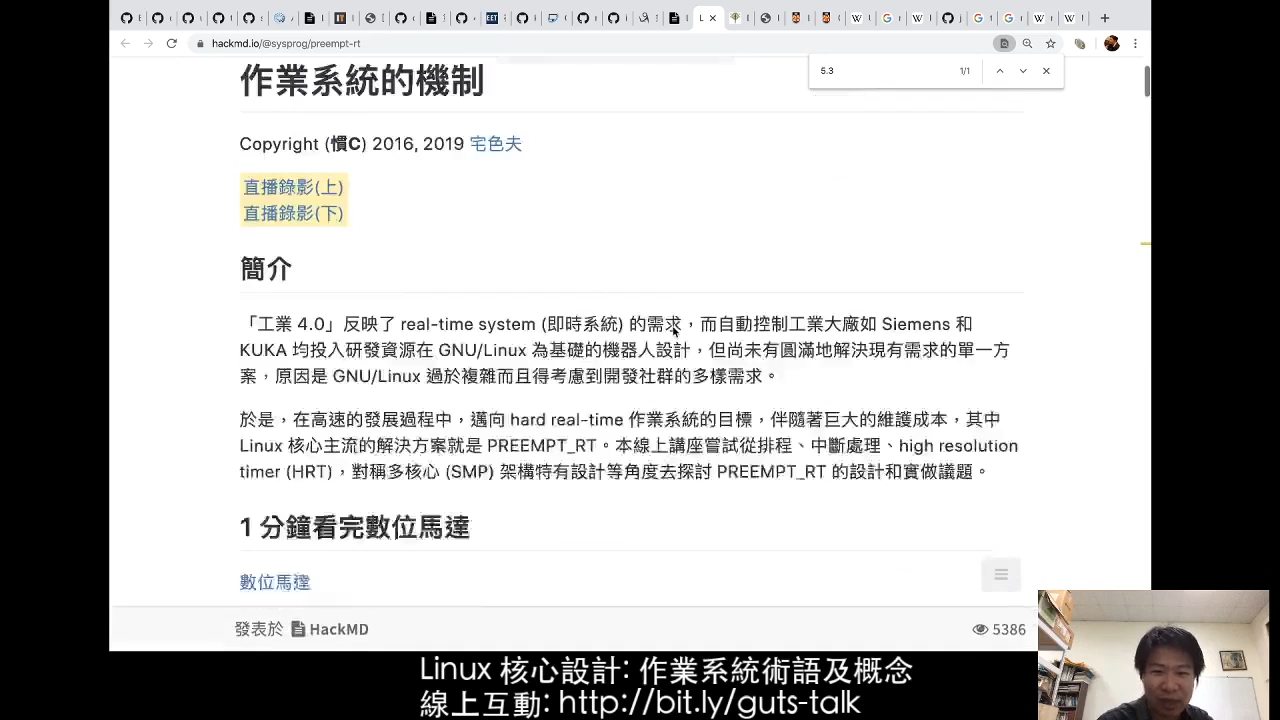 hackmd.io/@sysprog/preempt-rt
5.3
1/1
作業系統的機制
Copyright (慣C) 2016, 2019 宅色夫
直播錄影(上)
直播錄影(下)
簡介
「工業 4.0」反映了 real-time system (即時系統) 的需求，而自動控制工業大廠如 Siemens 和
KUKA 均投入研發資源在 GNU/Linux 為基礎的機器人設計，但尚未有圓滿地解決現有需求的單一方
案，原因是 GNU/Linux 過於複雜而且得考慮到開發社群的多樣需求。
於是，在高速的發展過程中，邁向 hard real-time 作業系統的目標，伴隨著巨大的維護成本，其中
Linux 核心主流的解決方案就是 PREEMPT_RT。本線上講座嘗試從排程、中斷處理、high resolution
timer (HRT)，對稱多核心 (SMP) 架構特有設計等角度去探討 PREEMPT_RT 的設計和實做議題。
1 分鐘看完數位馬達
數位馬達
發表於 HackMD
5386
Linux 核心設計: 作業系統術語及概念
線上互動: http://bit.ly/guts-talk